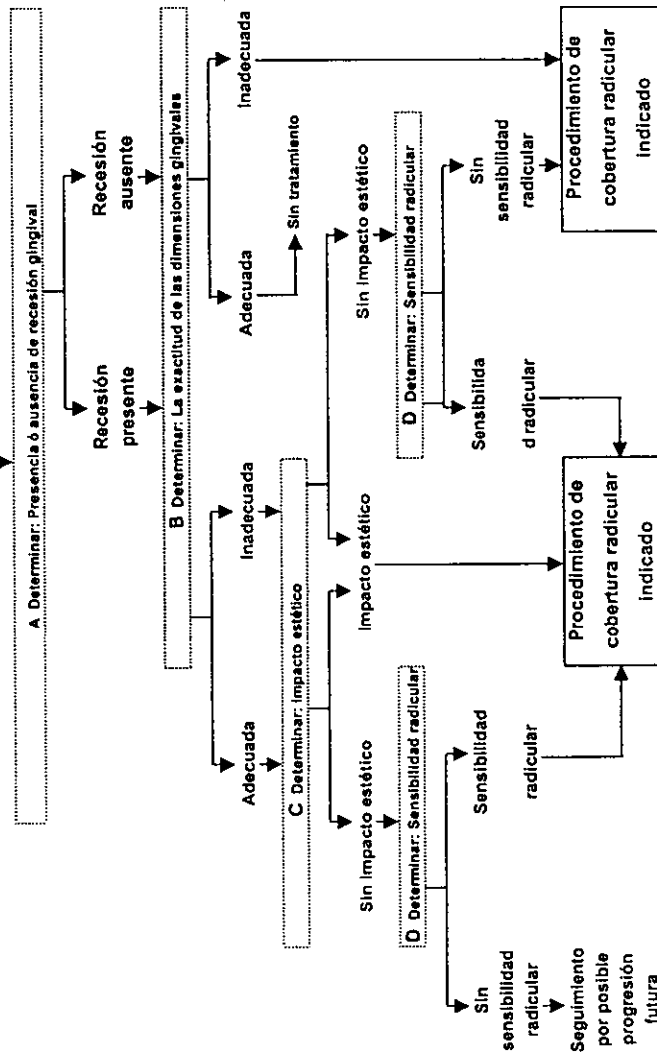 A Determinar: Presencia ó ausencia de recesión gingival
Recesión
presente
Recesión
ausente
B Determinar: La exactitud de las dimensiones gingivales
Adecuada
Inadecuada
Adecuada
Inadecuada
Sin tratamiento
C Determinar: Impacto estético
Sin Impacto estético
Impacto estético
Sin Impacto estético
D Determinar: Sensibilidad radicular
D Determinar: Sensibilidad radicular
Sin
sensibilidad
radicular
Sensibilidad
radicular
Sensibilida
d radicular
Sin
sensibilidad
radicular
Seguimiento
por posible
progresión
futura
Procedimiento de
cobertura radicular
indicado
Procedimiento de
cobertura radicular
indicado